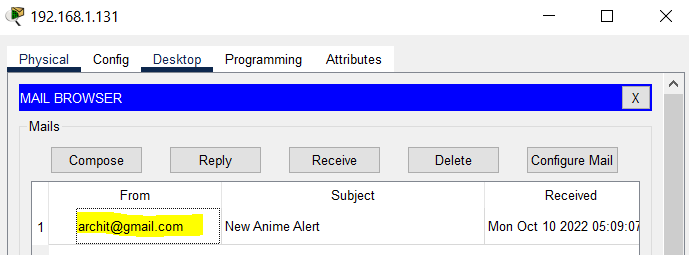 192.168.1.131
Physical Config Desktop Programming Attributes
MAIL BROWSER X
Mails
Compose Reply Receive Delete Configure Mail
From Subject Received
1 archit@gmail.com New Anime Alert Mon Oct 10 2022 05:09:07